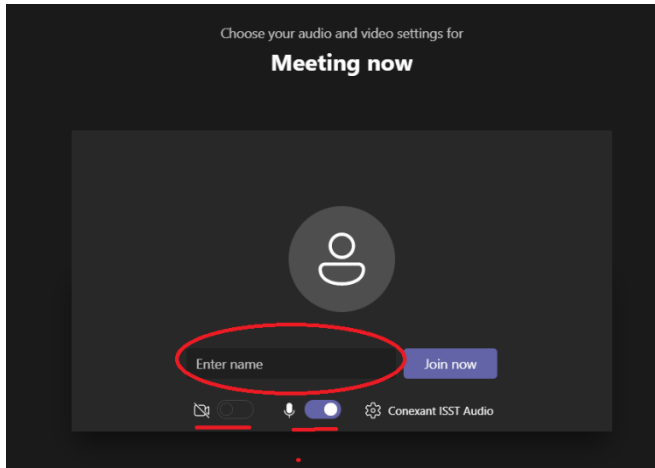 Choose your audio and video settings for
Meeting now
Enter name
Join now
Conexant ISST Audio